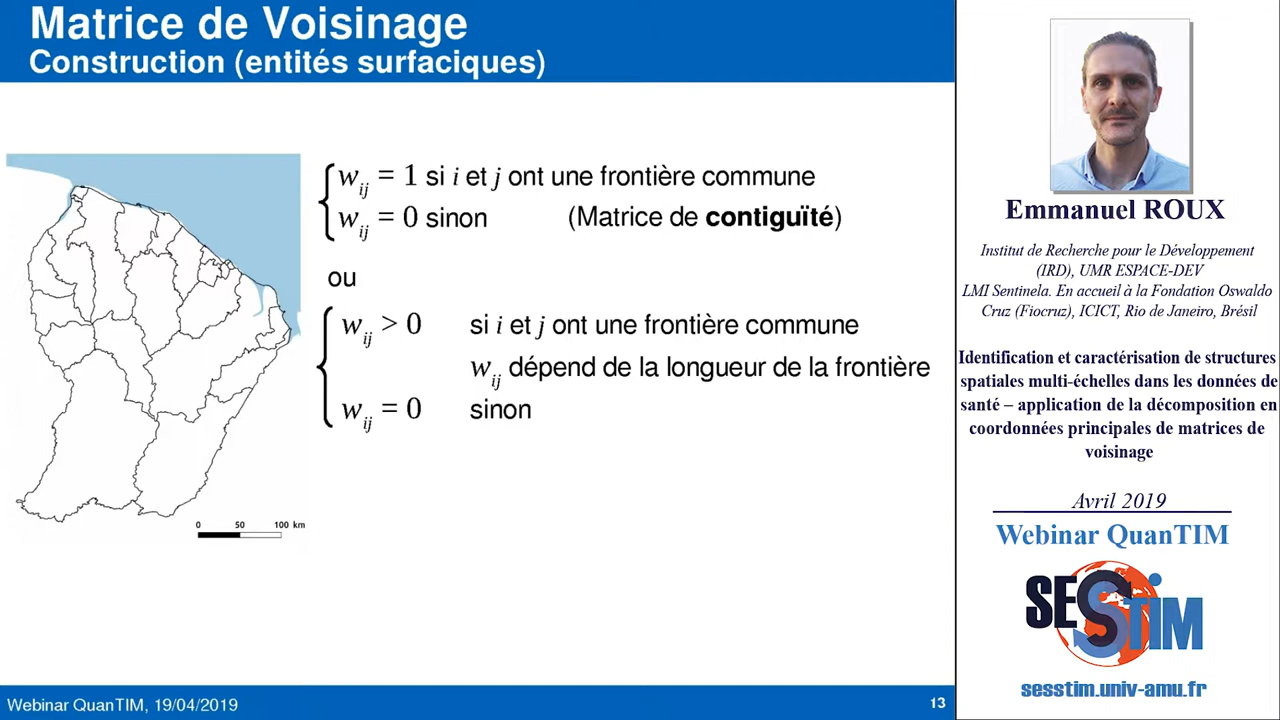 Matrice de Voisinage
Construction (entités surfaciques)
w_ij = 1 si i et j ont une frontière commune
w_ij = 0 sinon (Matrice de contiguïté)
ou
w_ij > 0 si i et j ont une frontière commune
w_ij dépend de la longueur de la frontière
w_ij = 0 sinon
0 50 100 km
Webinar QuanTIM, 19/04/2019
13
Emmanuel ROUX
Institut de Recherche pour le Développement
(IRD), UMR ESPACE-DEV
LMI Sentinela. En accueil à la Fondation Oswaldo
Cruz (Fiocruz), ICICT, Rio de Janeiro, Brésil
Identification et caractérisation de structures
spatiales multi-échelles dans les données de
santé – application de la décomposition en
coordonnées principales de matrices de
voisinage
Avril 2019
Webinar QuanTIM
SESSTIM
sesstim.univ-amu.fr